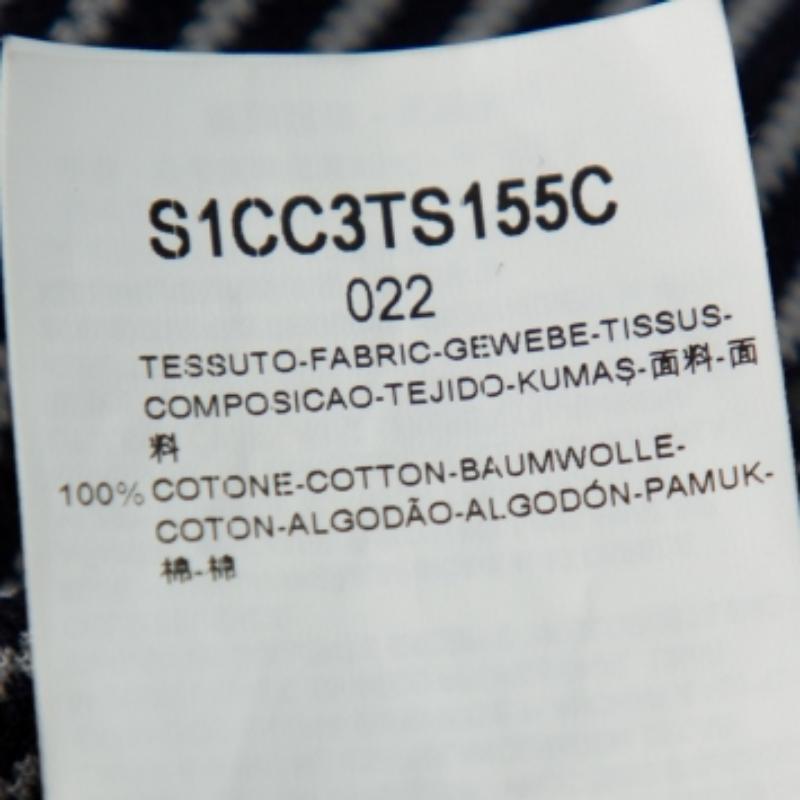 S1CC3TS155C
022
TESSUTO-FABRIC-GEWEBE-TISSUS-
COMPOSICAO-TEJIDO-KUMAŞ-面料-面
料
100% COTONE-COTTON-BAUMWOLLE-
COTON-ALGODÃO-ALGODÓN-PAMUK-
棉-棉